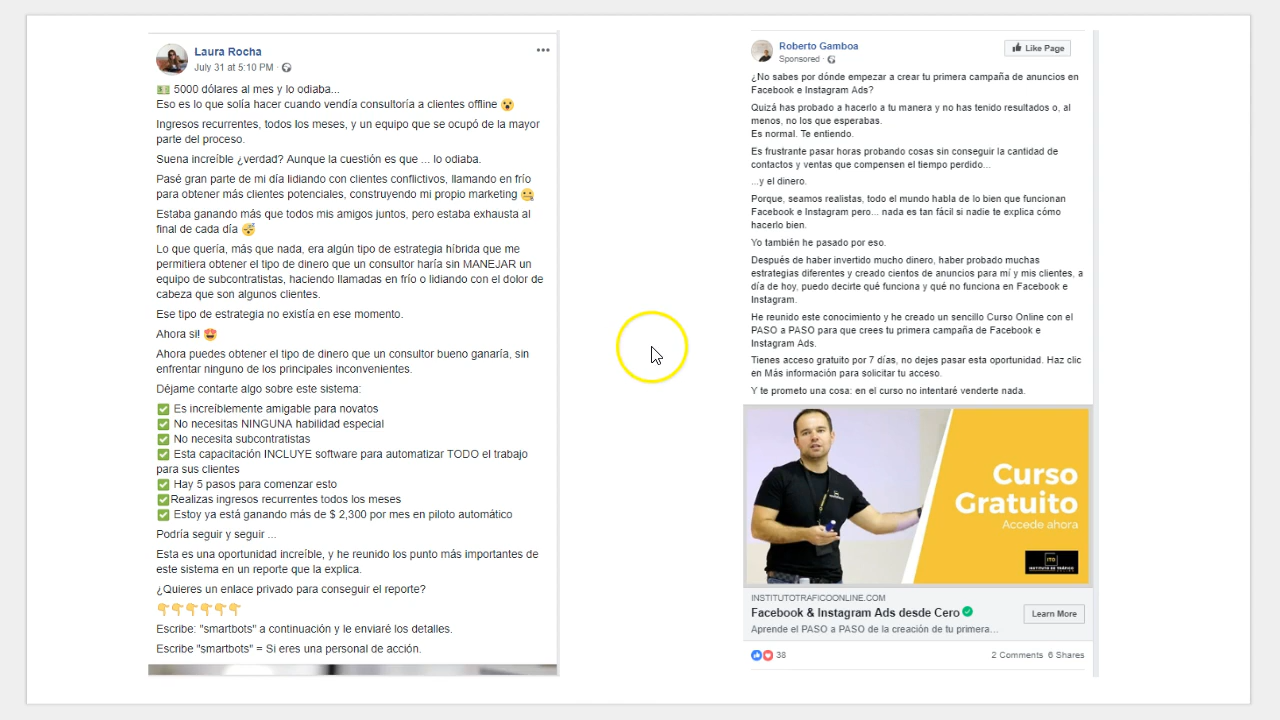 Laura Rocha
July 31 at 5:10 PM ·
💵 5000 dólares al mes y lo odiaba...
Eso es lo que solía hacer cuando vendía consultoría a clientes offline 😮
Ingresos recurrentes, todos los meses, y un equipo que se ocupó de la mayor
parte del proceso.
Suena increíble ¿verdad? Aunque la cuestión es que ... lo odiaba.
Pasé gran parte de mi día lidiando con clientes conflictivos, llamando en frío
para obtener más clientes potenciales, construyendo mi propio marketing 🤐
Estaba ganando más que todos mis amigos juntos, pero estaba exhausta al
final de cada día 😴
Lo que quería, más que nada, era algún tipo de estrategia híbrida que me
permitiera obtener el tipo de dinero que un consultor haría sin MANEJAR un
equipo de subcontratistas, haciendo llamadas en frío o lidiando con el dolor de
cabeza que son algunos clientes.
Ese tipo de estrategia no existía en ese momento.
Ahora si! 😍
Ahora puedes obtener el tipo de dinero que un consultor bueno ganaría, sin
enfrentar ninguno de los principales inconvenientes.
Déjame contarte algo sobre este sistema:
✅ Es increíblemente amigable para novatos
✅ No necesitas NINGUNA habilidad especial
✅ No necesita subcontratistas
✅ Esta capacitación INCLUYE software para automatizar TODO el trabajo
para sus clientes
✅ Hay 5 pasos para comenzar esto
✅Realizas ingresos recurrentes todos los meses
✅ Estoy ya está ganando más de $ 2,300 por mes en piloto automático
Podría seguir y seguir ...
Esta es una oportunidad increíble, y he reunido los punto más importantes de
este sistema en un reporte que la explica.
¿Quieres un enlace privado para conseguir el reporte?
👇👇👇👇👇👇
Escribe: "smartbots" a continuación y le enviaré los detalles.
Escribe "smartbots" = Si eres una personal de acción.
Roberto Gamboa
Sponsored ·
Like Page
¿No sabes por dónde empezar a crear tu primera campaña de anuncios en
Facebook e Instagram Ads?
Quizá has probado a hacerlo a tu manera y no has tenido resultados o, al
menos, no los que esperabas.
Es normal. Te entiendo.
Es frustrante pasar horas probando cosas sin conseguir la cantidad de
contactos y ventas que compensen el tiempo perdido...
...y el dinero.
Porque, seamos realistas, todo el mundo habla de lo bien que funcionan
Facebook e Instagram pero... nada es tan fácil si nadie te explica cómo
hacerlo bien.
Yo también he pasado por eso.
Después de haber invertido mucho dinero, haber probado muchas
estrategias diferentes y creado cientos de anuncios para mí y mis clientes, a
día de hoy, puedo decirte qué funciona y qué no funciona en Facebook e
Instagram.
He reunido este conocimiento y he creado un sencillo Curso Online con el
PASO a PASO para que crees tu primera campaña de Facebook e
Instagram Ads.
Tienes acceso gratuito por 7 días, no dejes pasar esta oportunidad. Haz clic
en Más información para solicitar tu acceso.
Y te prometo una cosa: en el curso no intentaré venderte nada.
Curso
Gratuito
Accede ahora
ITO
INSTITUTO DE TRÁFICO
INSTITUTOTRAFICOONLINE.COM
Facebook & Instagram Ads desde Cero
Learn More
Aprende el PASO a PASO de la creación de tu primera...
38
2 Comments 6 Shares